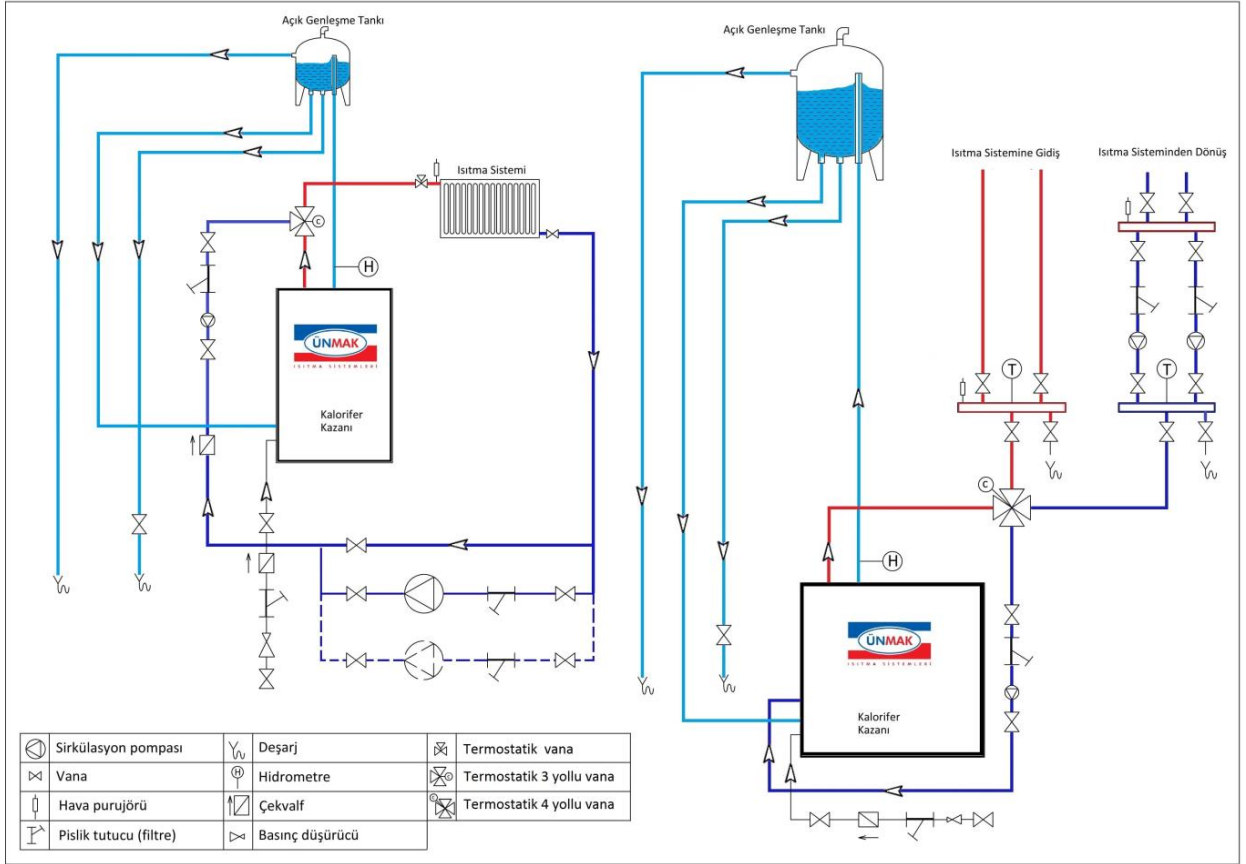 Açık Genleşme Tankı
Isıtma Sistemi
C
H
ÜNMAK
ISITMA SİSTEMLERİ
Kalorifer
Kazanı
Açık Genleşme Tankı
Isıtma Sistemine Gidiş
Isıtma Sisteminden Dönüş
T
T
C
H
ÜNMAK
ISITMA SİSTEMLERİ
Kalorifer
Kazanı
Sirkülasyon pompası
Deşarj
Termostatik vana
Vana
H
Hidrometre
C
Termostatik 3 yollu vana
Hava purujörü
Çekvalf
C
Termostatik 4 yollu vana
Pislik tutucu (filtre)
Basınç düşürücü